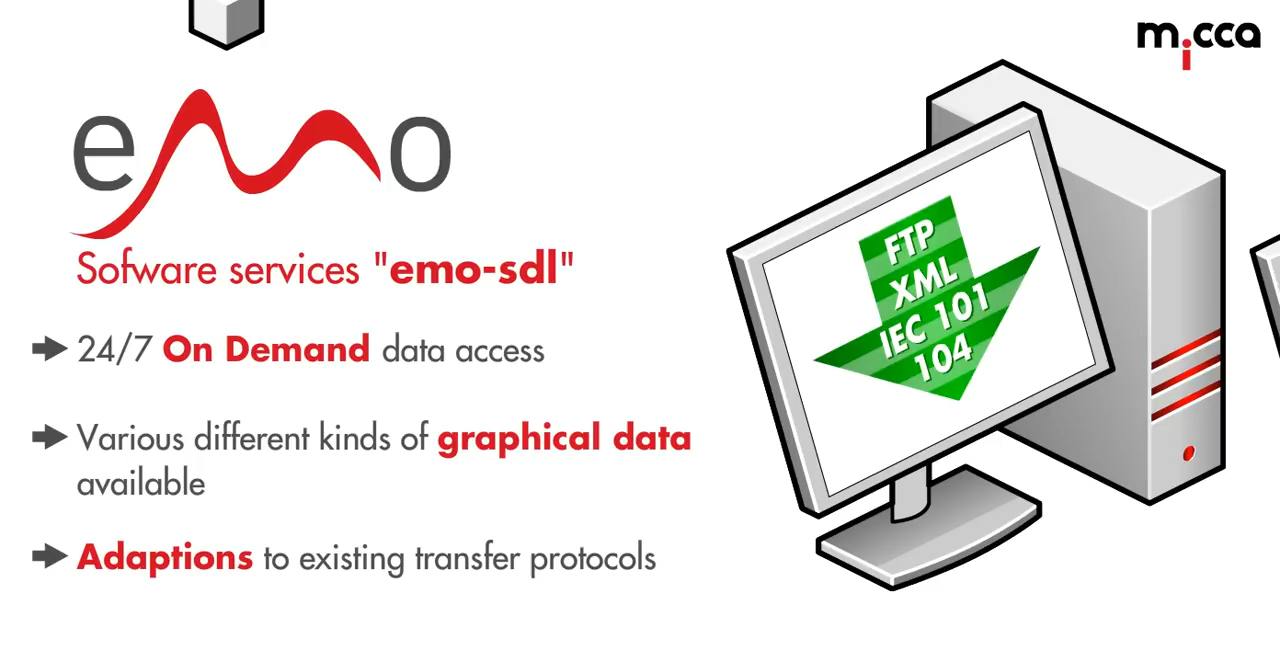 micca
emo
Sofware services "emo-sdl"
24/7 On Demand data access
Various different kinds of graphical data
available
Adaptions to existing transfer protocols
FTP
XML
IEC 101
104